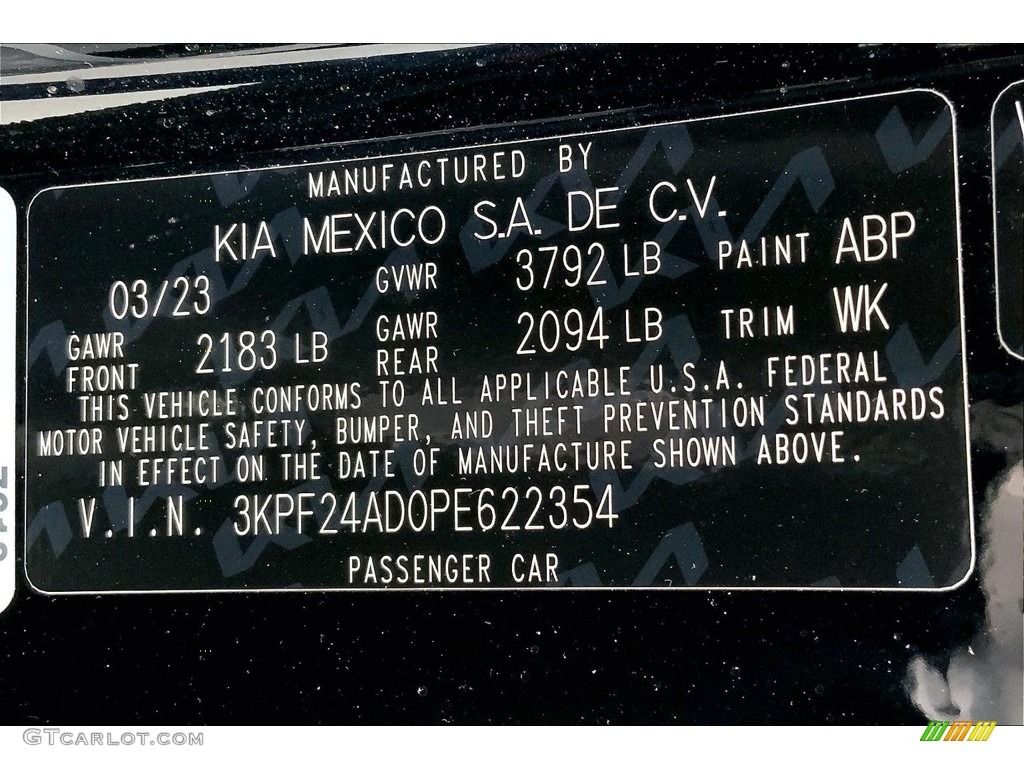 MANUFACTURED BY
KIA MEXICO S.A. DE C.V.
03/23 GVWR 3792 LB PAINT ABP
GAWR FRONT 2183 LB GAWR REAR 2094 LB TRIM WK
THIS VEHICLE CONFORMS TO ALL APPLICABLE U.S.A. FEDERAL
MOTOR VEHICLE SAFETY, BUMPER, AND THEFT PREVENTION STANDARDS
IN EFFECT ON THE DATE OF MANUFACTURE SHOWN ABOVE.
V.I.N. 3KPF24AD0PE622354
PASSENGER CAR
GTCARLOT.COM